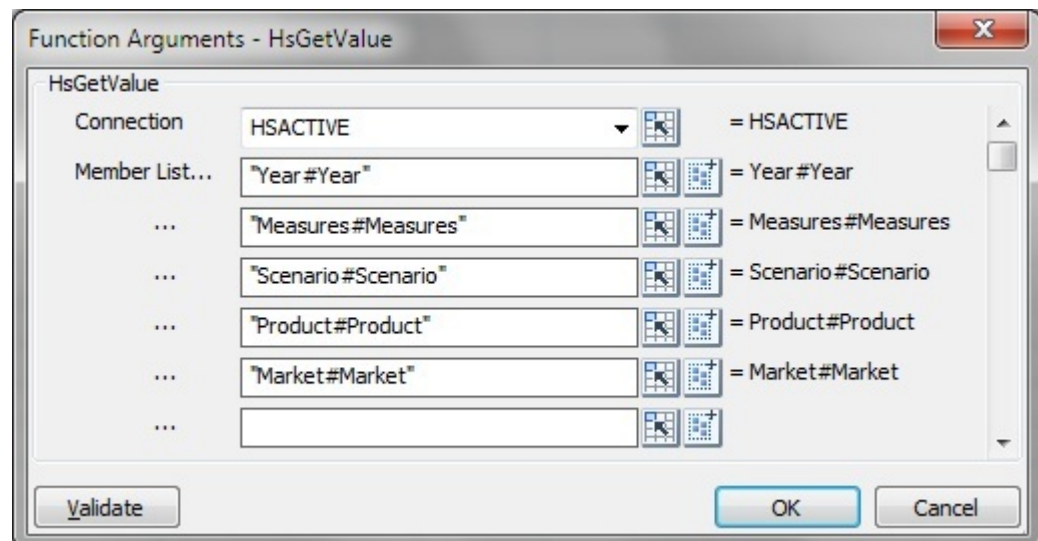 Function Arguments - HsGetValue
HsGetValue
Connection HSACTIVE = HSACTIVE
Member List... "Year#Year" = Year#Year
... "Measures#Measures" = Measures#Measures
... "Scenario#Scenario" = Scenario#Scenario
... "Product#Product" = Product#Product
... "Market#Market" = Market#Market
...
Validate OK Cancel